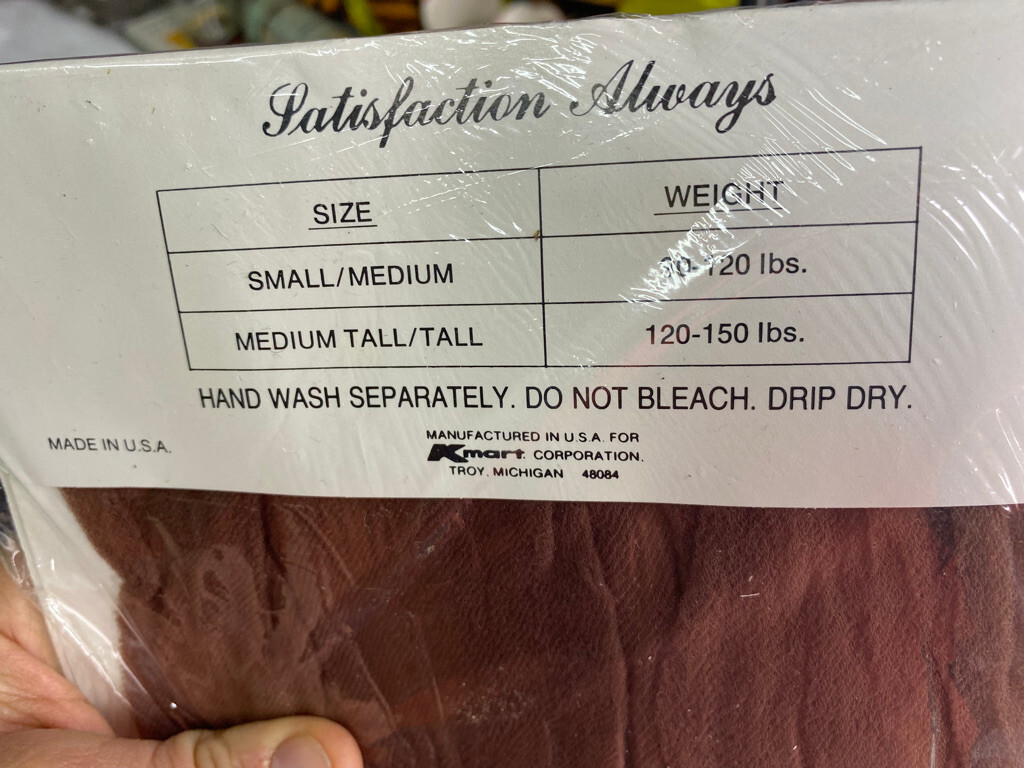 Satisfaction Always
SIZE WEIGHT
SMALL/MEDIUM 90-120 lbs.
MEDIUM TALL/TALL 120-150 lbs.
HAND WASH SEPARATELY. DO NOT BLEACH. DRIP DRY.
MADE IN U.S.A.
MANUFACTURED IN U.S.A. FOR
Kmart CORPORATION.
TROY, MICHIGAN 48084